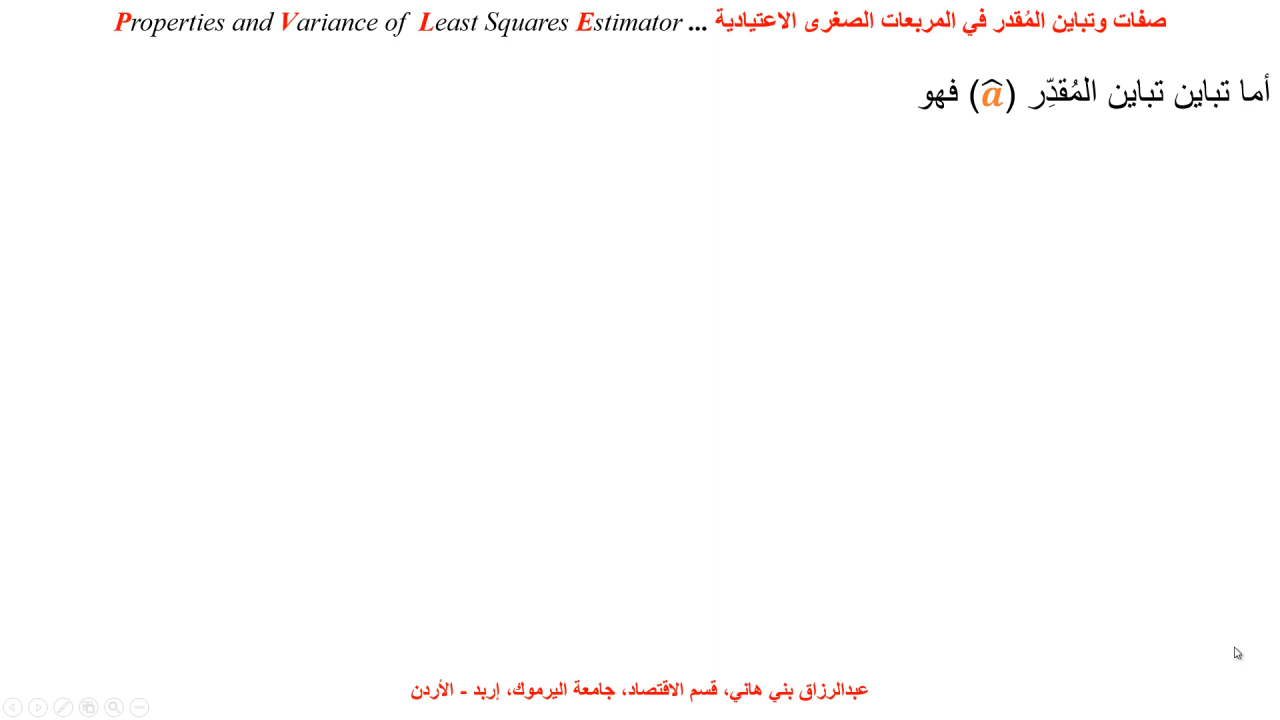 صفات وتباين المُقدر في المربعات الصغرى الاعتيادية ... Properties and Variance of Least Squares Estimator
أما تباين تباين المُقدِّر (â) فهو
عبدالرزاق بني هاني، قسم الاقتصاد، جامعة اليرموك، إربد - الأردن